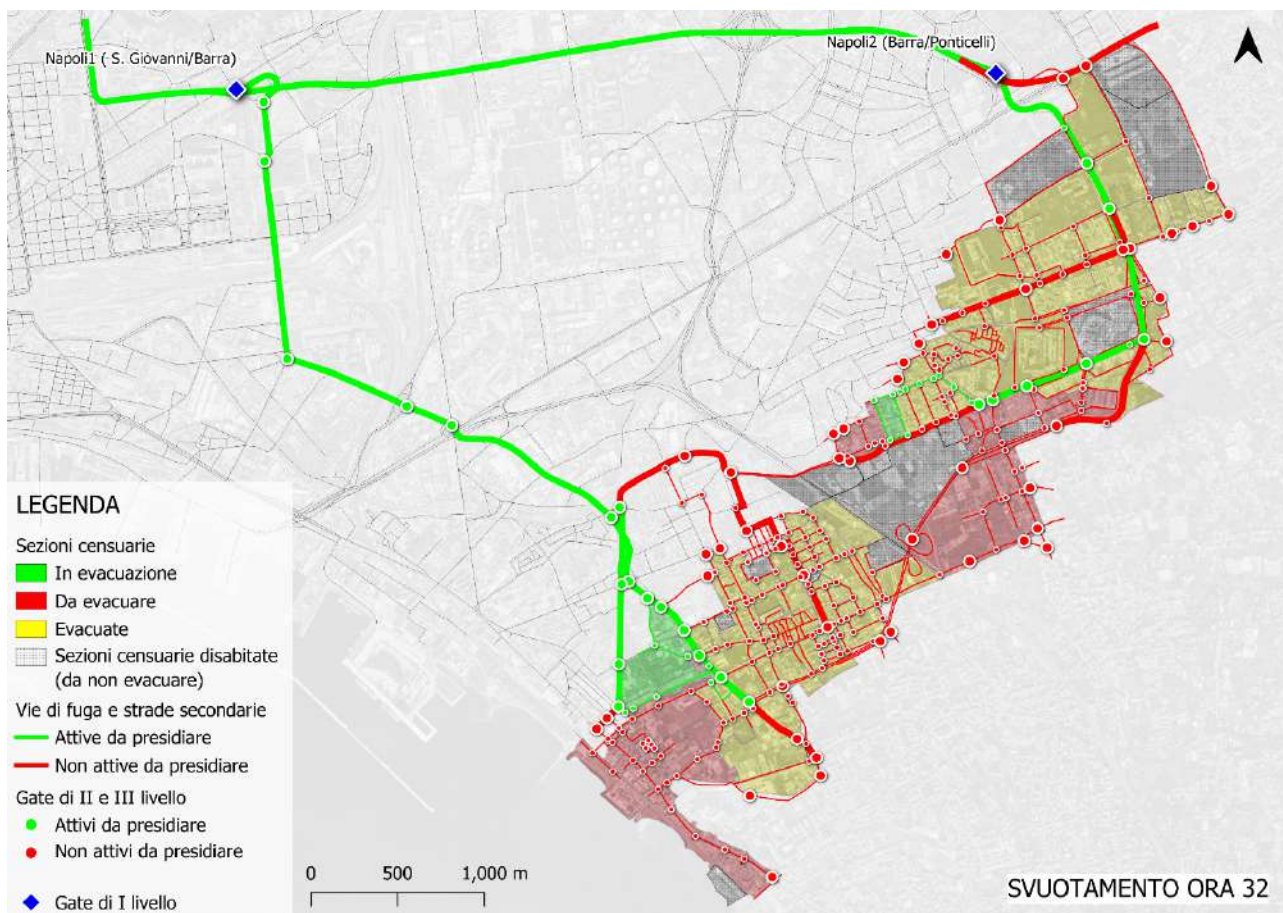 Napoli1 ( S. Giovanni/Barra)
Napoli2 (Barra/Ponticelli)
LEGENDA
Sezioni censuarie
In evacuazione
Da evacuare
Evacuate
Sezioni censuarie disabitate
(da non evacuare)
Vie di fuga e strade secondarie
Attive da presidiare
Non attive da presidiare
Gate di II e III livello
Attivi da presidiare
Non attivi da presidiare
Gate di I livello
0 500 1,000 m
SVUOTAMENTO ORA 32